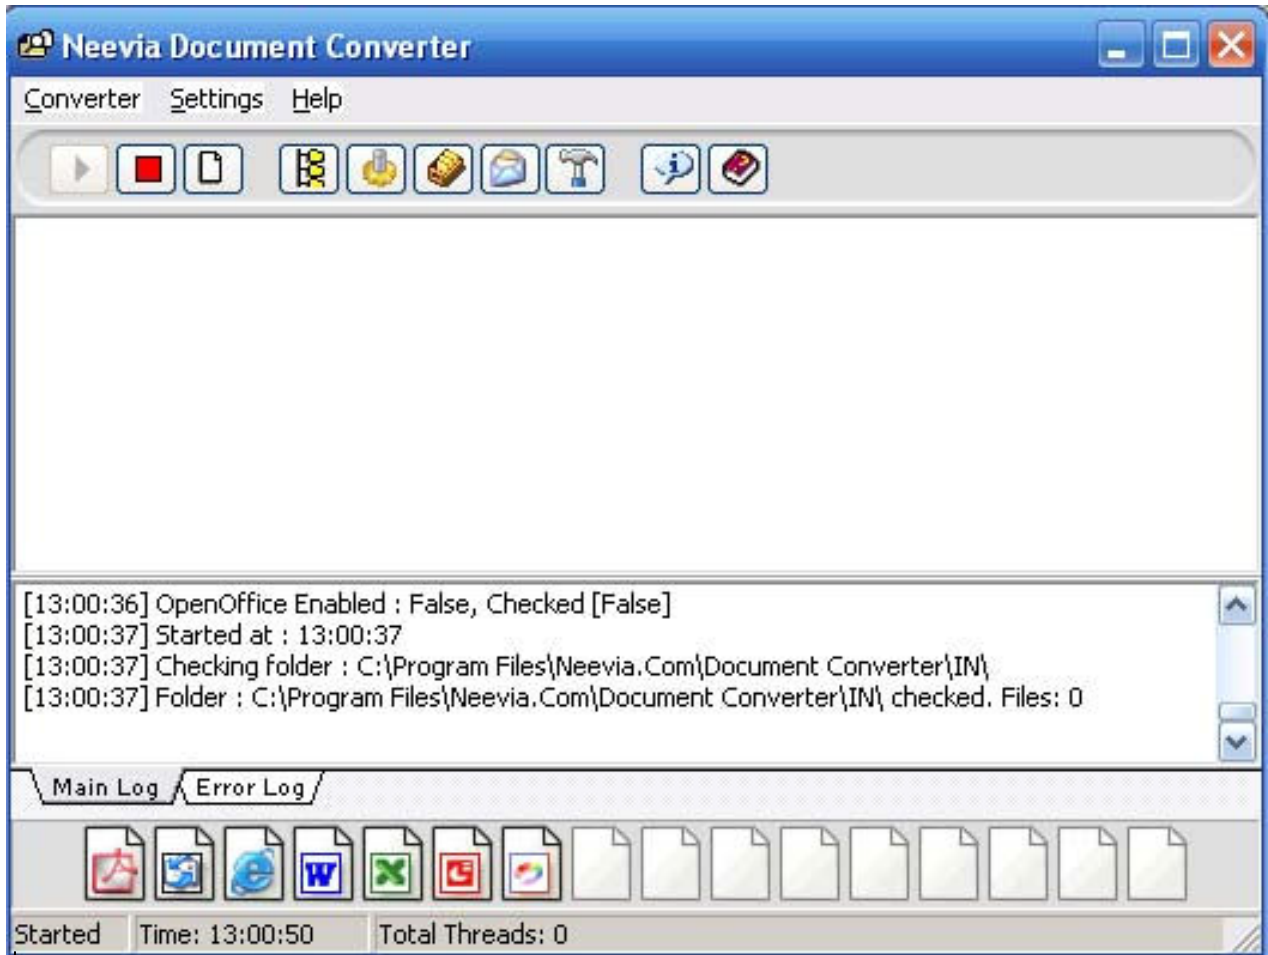 Neevia Document Converter
Converter Settings Help
[13:00:36] OpenOffice Enabled : False, Checked [False]
[13:00:37] Started at : 13:00:37
[13:00:37] Checking folder : C:\Program Files\Neevia.Com\Document Converter\IN\
[13:00:37] Folder : C:\Program Files\Neevia.Com\Document Converter\IN\ checked. Files: 0
Main Log Error Log
Started Time: 13:00:50 Total Threads: 0